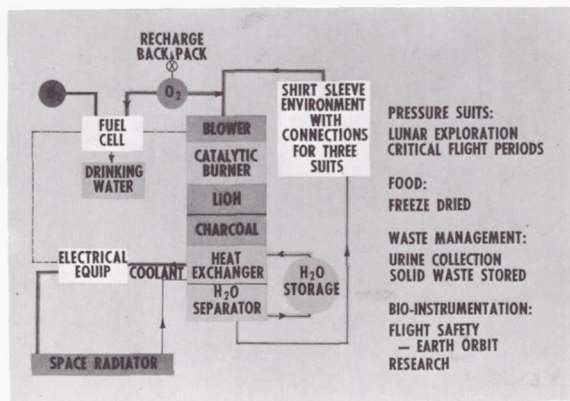 RECHARGE
BACK PACK
H2
O2
FUEL
CELL
DRINKING
WATER
BLOWER
CATALYTIC
BURNER
LIOH
CHARCOAL
HEAT
EXCHANGER
H2O
SEPARATOR
SHIRT SLEEVE
ENVIRONMENT
WITH
CONNECTIONS
FOR THREE
SUITS
H2O
STORAGE
ELECTRICAL
EQUIP
COOLANT
SPACE RADIATOR
PRESSURE SUITS:
LUNAR EXPLORATION
CRITICAL FLIGHT PERIODS
FOOD:
FREEZE DRIED
WASTE MANAGEMENT:
URINE COLLECTION
SOLID WASTE STORED
BIO-INSTRUMENTATION:
FLIGHT SAFETY
— EARTH ORBIT
RESEARCH